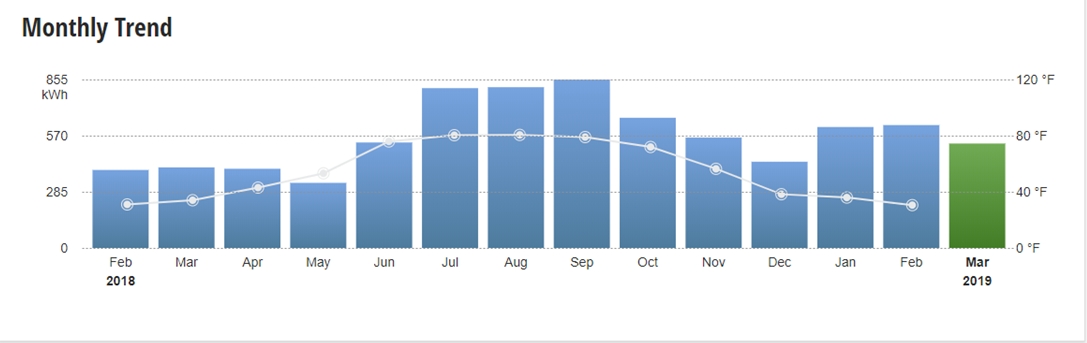 Monthly Trend
855 120 °F
kWh
570 80 °F
285 40 °F
0 0 °F
Feb Mar Apr May Jun Jul Aug Sep Oct Nov Dec Jan Feb Mar
2018 2019